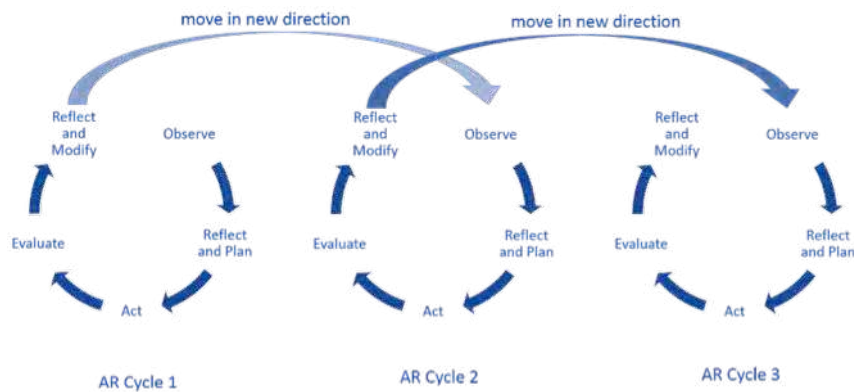 move in new direction
move in new direction
Reflect
and
Modify
Observe
Reflect
and Plan
Act
Evaluate
AR Cycle 1
Reflect
and
Modify
Observe
Reflect
and Plan
Act
Evaluate
AR Cycle 2
Reflect
and
Modify
Observe
Reflect
and Plan
Act
Evaluate
AR Cycle 3